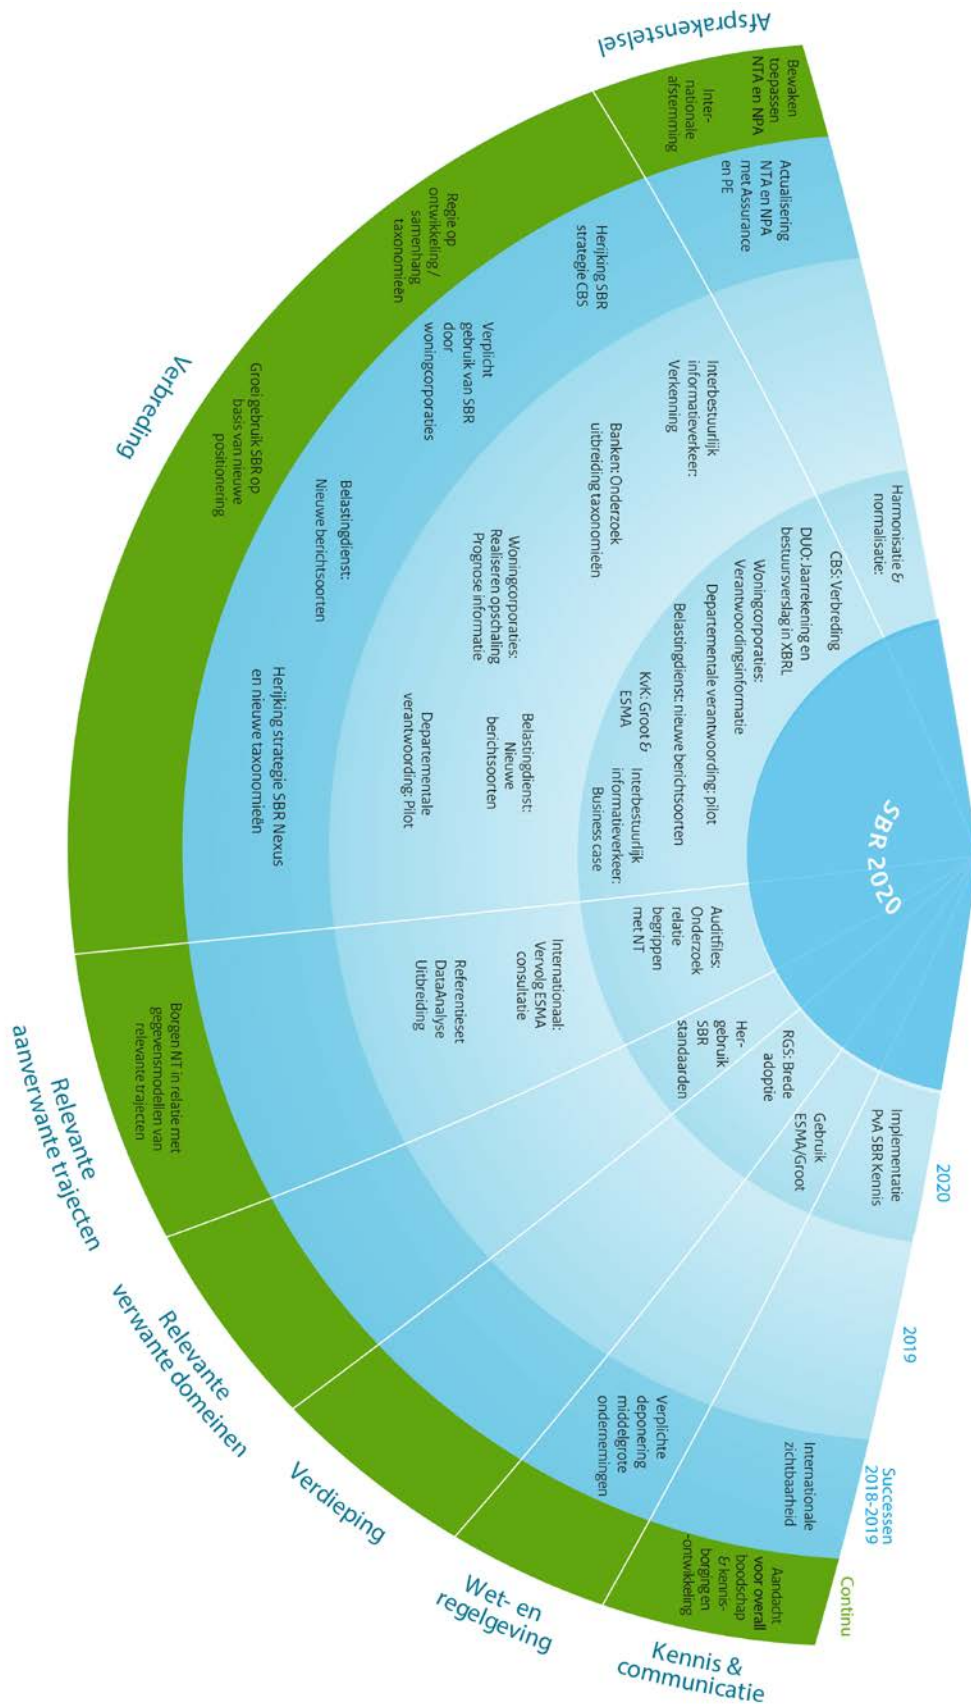 SBR 2020
2020
2019
Successen
2018-2019
Continu
Afsprakenstelsel
Bewaken
toepassen
NTA en NPA
Inter-
nationale
afstemming
Actualisering
NTA en NPA
met Assurance
en PE
Harmonisatie &
normalisatie:
Verbreding
Regie op
ontwikkeling /
samenhang
taxonomieën
Groei gebruik SBR op
basis van nieuwe
positionering
Herijking SBR
strategie CBS
Verplicht
gebruik van SBR
door
woningcorporaties
Belastingdienst:
Nieuwe berichtsoorten
Herijking strategie SBR Nexus
en nieuwe taxonomieën
Interbestuurlijk
informatieverkeer:
Verkenning
Banken: Onderzoek
uitbreiding taxonomieën
Woningcorporaties:
Realiseren opschaling
Prognose informatie
Belastingdienst:
Nieuwe
berichtsoorten
Departementale
verantwoording: Pilot
CBS: Verbreding
DUO: Jaarrekening en
bestuursverslag in XBRL
Woningcorporaties:
Verantwoordingsinformatie
Departementale verantwoording: pilot
Belastingdienst: nieuwe berichtsoorten
KvK: Groot &
ESMA
Interbestuurlijk
informatieverkeer:
Business case
Relevante
aanverwante trajecten
Borgen NT in relatie met
gegevensmodellen van
relevante trajecten
Internationaal:
Vervolg ESMA
consultatie
Referentieset
DataAnalyse
Uitbreiding
Auditfiles:
Onderzoek
relatie
begrippen
met NT
Relevante
verwante domeinen
Her-
gebruik
SBR
standaarden
Verdieping
RGS: Brede
adoptie
Wet- en
regelgeving
Verplichte
deponering
middelgrote
ondernemingen
Gebruik
ESMA/Groot
Kennis &
communicatie
Aandacht
voor overall
boodschap
& kennis-
borging en
-ontwikkeling
Internationale
zichtbaarheid
Implementatie
PvA SBR Kennis